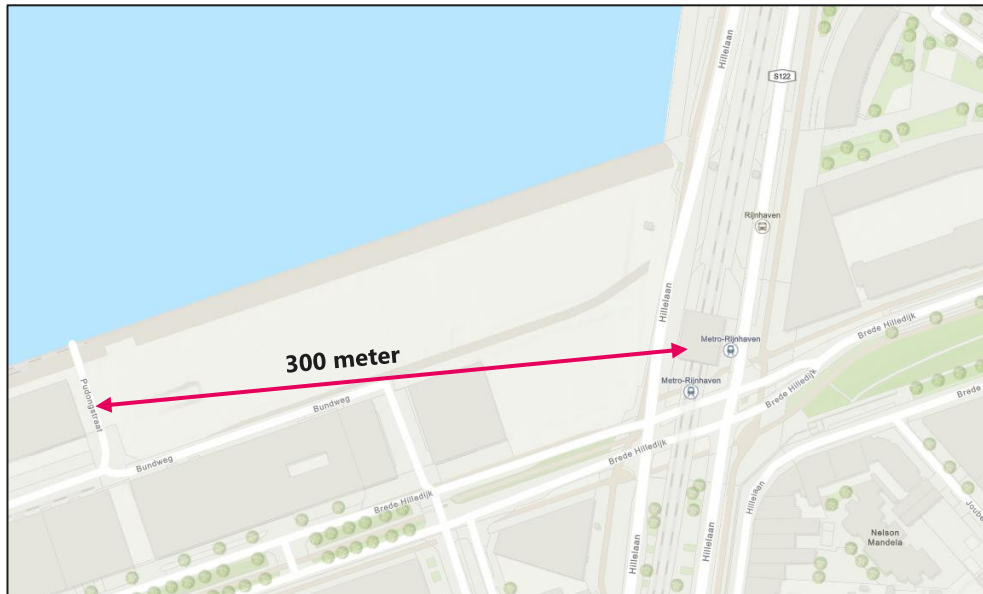 Hillelaan
S122
Rijnhaven
Hillelaan
Brede Hilledijk
Metro-Rijnhaven
300 meter
Metro-Rijnhaven
Brede Hilledijk
Pudongstraat
Bundweg
Brede
Bundweg
Brede Hilledijk
Brede Hilledijk
Hillelaan
Joube
Nelson
Mandela
Hillelaan
Hillelaan